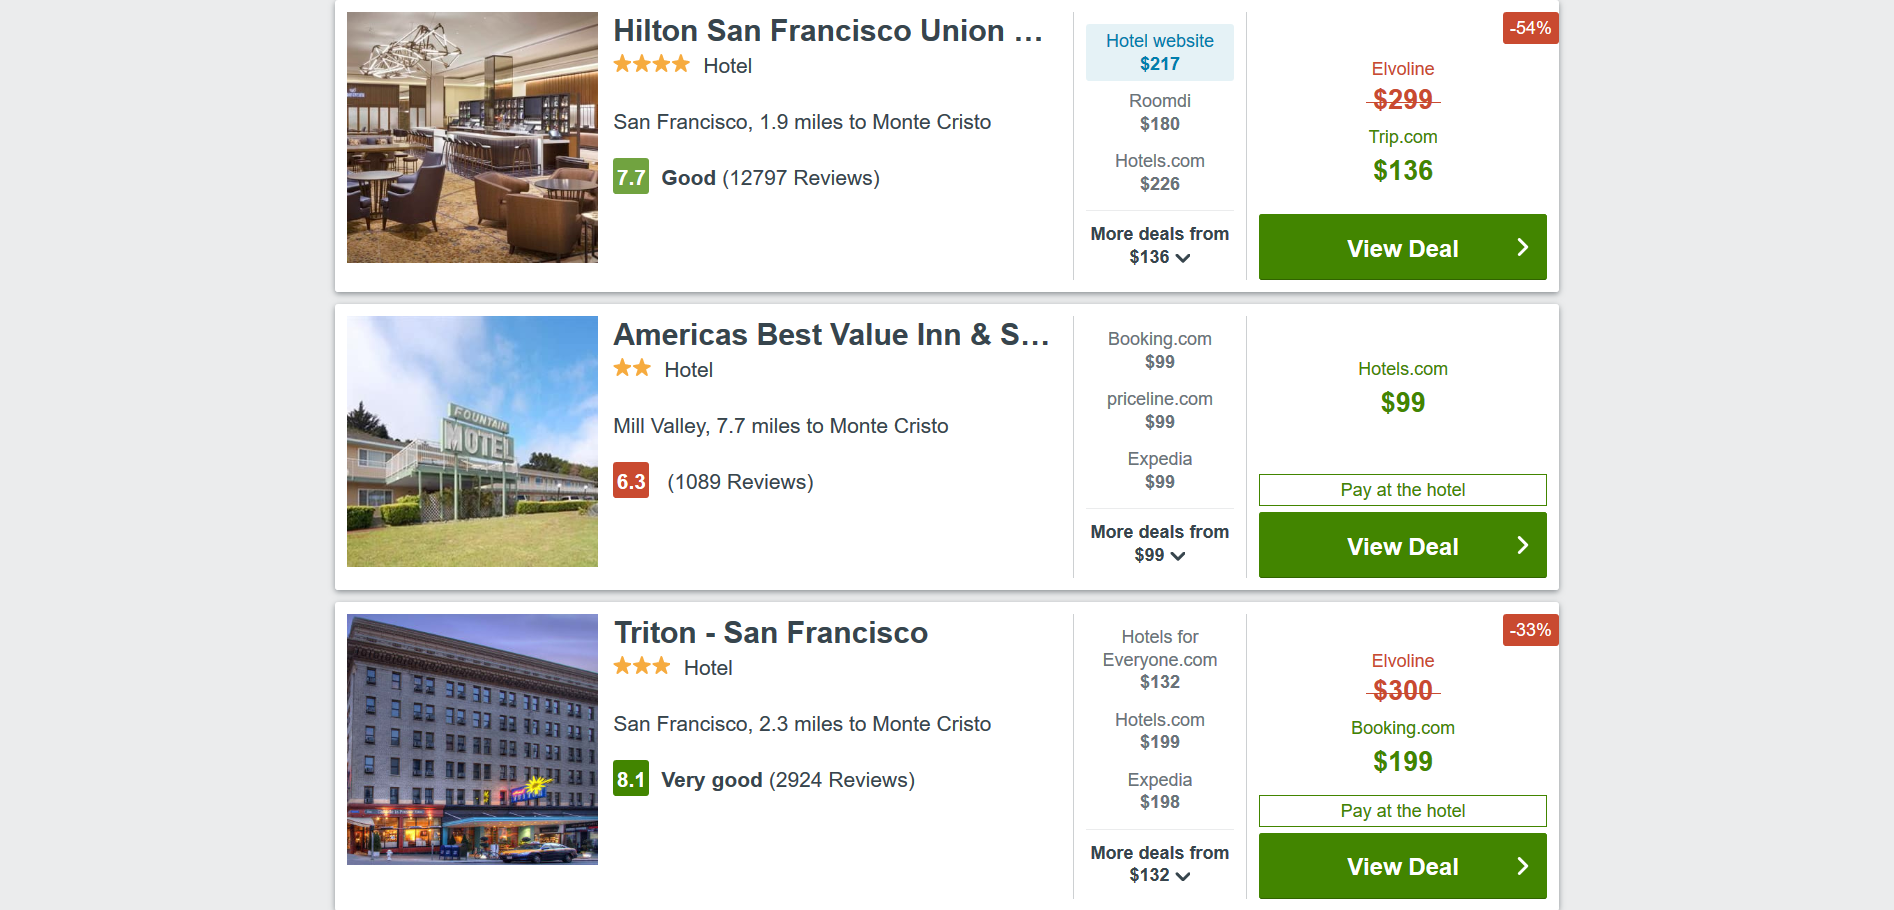 Hilton San Francisco Union ...
Hotel
San Francisco, 1.9 miles to Monte Cristo
7.7 Good (12797 Reviews)
Hotel website
$217
Roomdi
$180
Hotels.com
$226
More deals from
$136
-54%
Elvoline
$299
Trip.com
$136
View Deal
FOUNTAIN
MOTEL
Americas Best Value Inn & S...
Hotel
Mill Valley, 7.7 miles to Monte Cristo
6.3 (1089 Reviews)
Booking.com
$99
priceline.com
$99
Expedia
$99
More deals from
$99
Hotels.com
$99
Pay at the hotel
View Deal
Triton - San Francisco
Hotel
San Francisco, 2.3 miles to Monte Cristo
8.1 Very good (2924 Reviews)
Hotels for
Everyone.com
$132
Hotels.com
$199
Expedia
$198
More deals from
$132
-33%
Elvoline
$300
Booking.com
$199
Pay at the hotel
View Deal